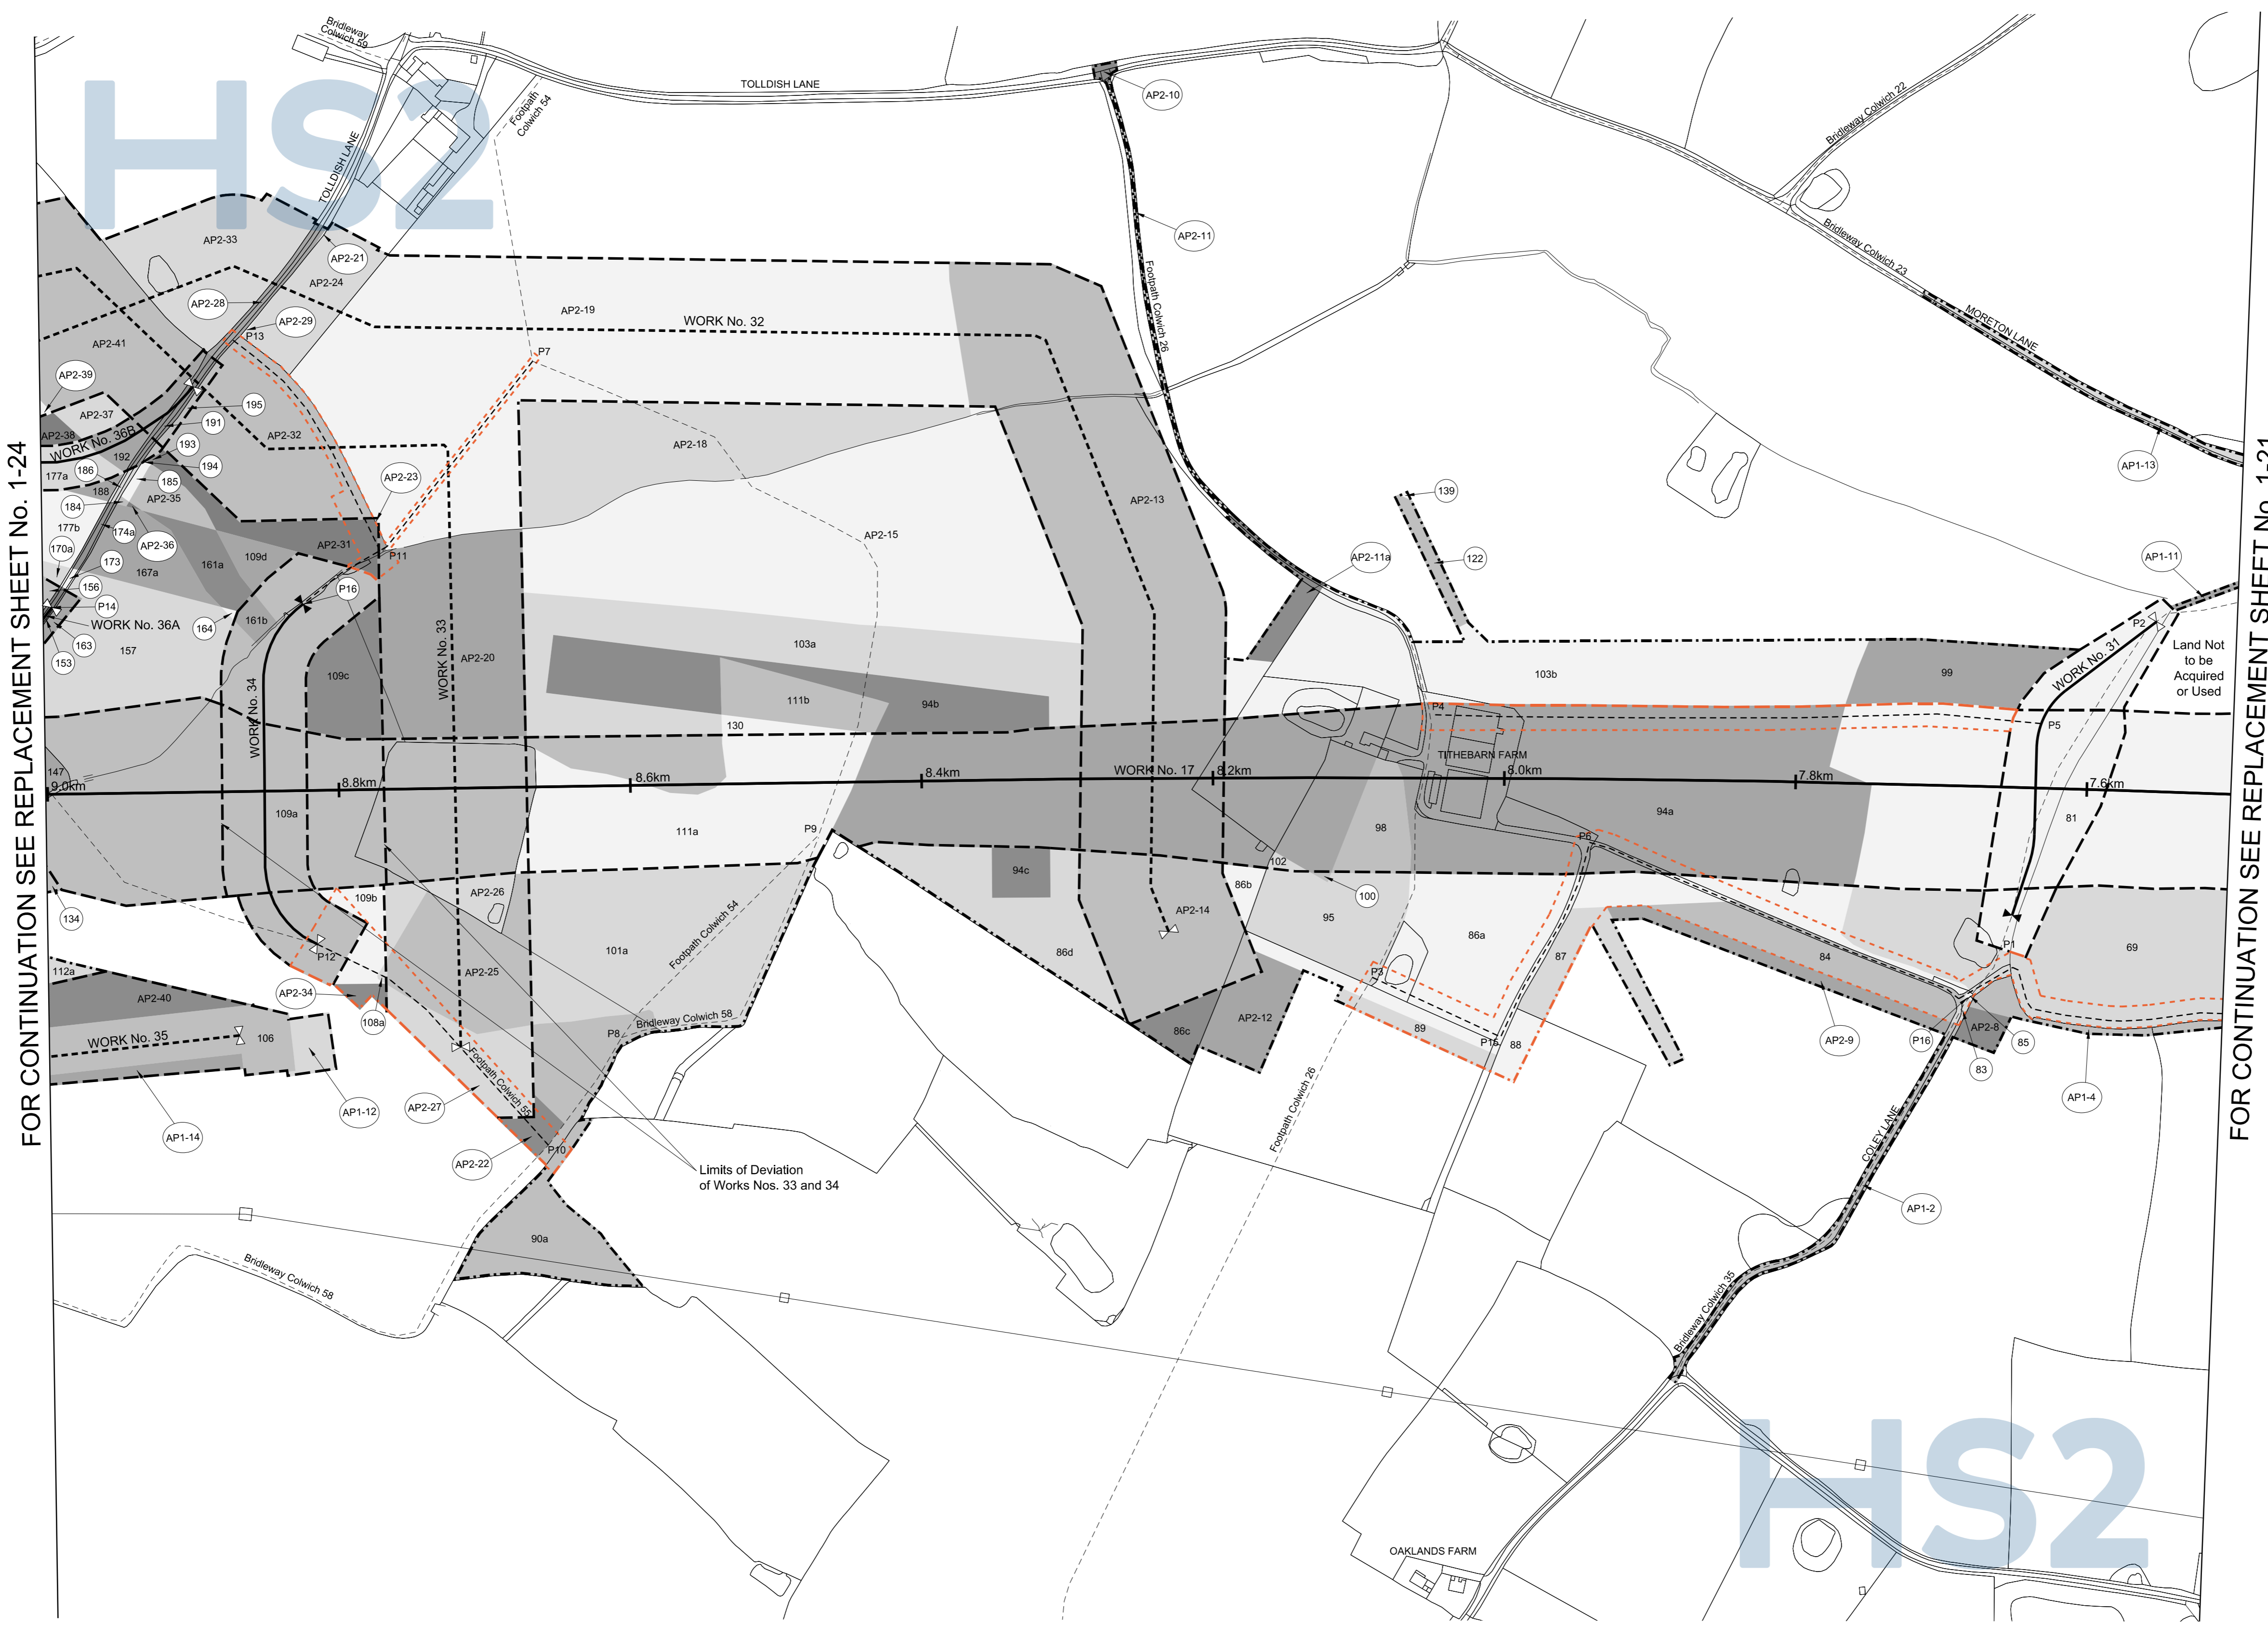 Bridleway
Colwich 59
TOLLDISH LANE
Footpath
Colwich 54
TOLLDISH LANE
AP2-10
Bridleway Colwich 22
HS2
AP2-33
AP2-21
AP2-24
AP2-11
Bridleway Colwich 23
AP2-28
AP2-19
AP2-29
WORK No. 32
Footpath Colwich 26
MORETON LANE
P13
AP2-41
P7
AP2-39
AP2-37
195
191
AP2-32
AP2-18
AP2-38
WORK No. 36B
192
193
194
AP1-13
177a
186
185
AP2-23
188
AP2-35
139
AP2-13
184
177b
174a
AP2-36
AP2-15
170a
109d
AP2-31
P11
AP2-11a
122
AP1-11
173
167a
161a
156
P16
P14
WORK No. 36A
164
161b
163
157
153
WORK No. 33
AP2-20
103a
P2
Land Not
to be
Acquired
or Used
WORK No. 31
109c
103b
99
111b
94b
WORK No. 34
130
P4
P5
TITHEBARN FARM
147
9.0km
8.8km
8.6km
8.4km
WORK No. 17
8.2km
8.0km
7.8km
7.6km
109a
111a
P9
98
94a
81
P6
102
94c
86b
100
134
109b
AP2-26
AP2-14
95
86a
101a
Footpath Colwich 54
86d
87
84
69
P12
P1
112a
AP2-25
P3
AP2-40
AP2-34
108a
Bridleway Colwich 58
P8
86c
AP2-12
89
P15
88
AP2-9
P16
AP2-8
85
83
WORK No. 35
106
Footpath Colwich 55
AP1-12
AP2-27
AP1-4
AP1-14
P10
AP2-22
Footpath Colwich 26
COLEY LANE
Limits of Deviation
of Works Nos. 33 and 34
AP1-2
90a
Bridleway Colwich 58
Bridleway Colwich 35
OAKLANDS FARM
HS2
FOR CONTINUATION SEE REPLACEMENT SHEET No. 1-24
FOR CONTINUATION SEE REPLACEMENT SHEET No. 1-21